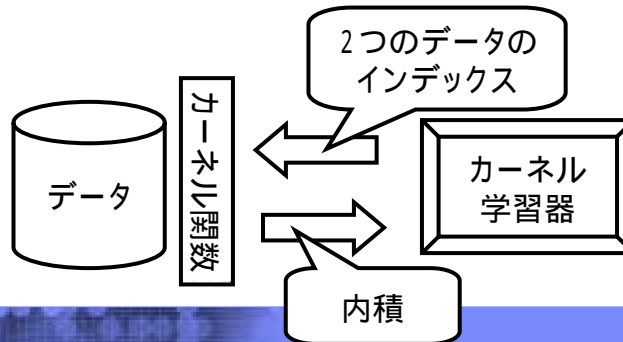 2つのデータの
インデックス
データ
カーネル関数
カーネル
学習器
内積